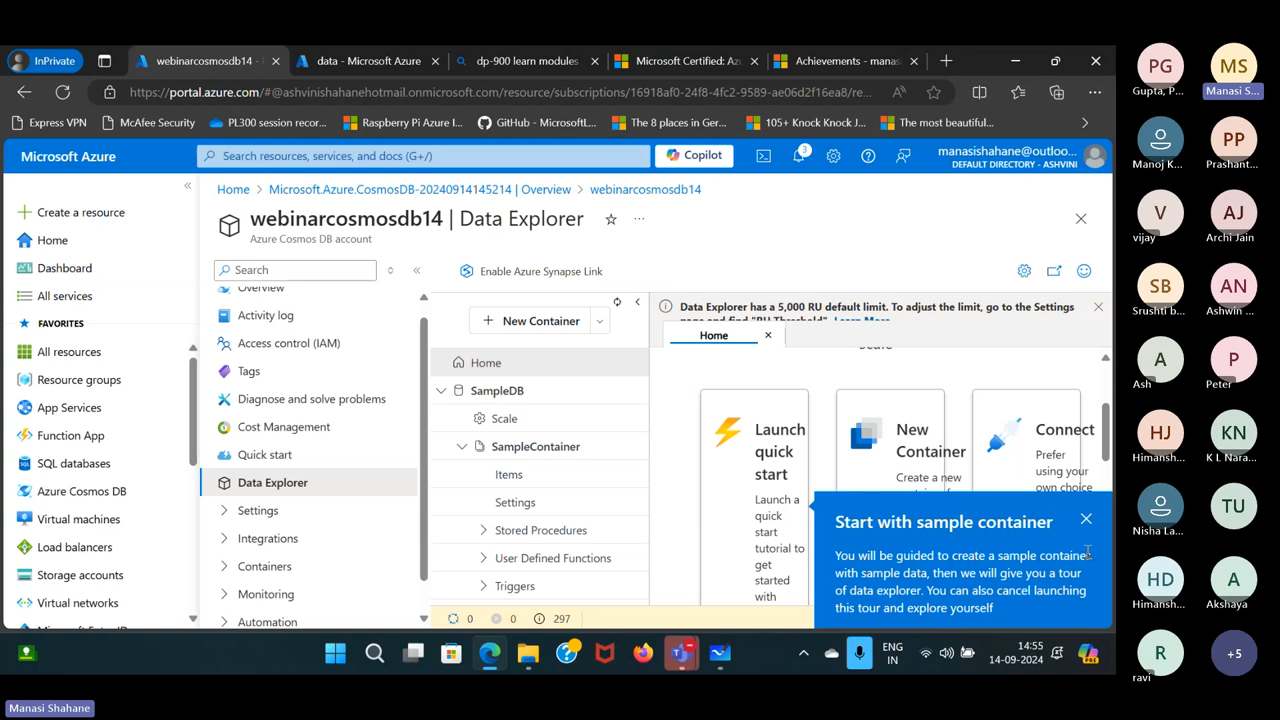 InPrivate
webinarcosmosdb14 -
data - Microsoft Azure
dp-900 learn modules
Microsoft Certified: Az
Achievements - manas
https://portal.azure.com/#@ashvinishahanehotmail.onmicrosoft.com/resource/subscriptions/16918af0-24f8-4fc2-9589-ae06d2f16ea8/re...
Express VPN
McAfee Security
PL300 session recor...
Raspberry Pi Azure I...
GitHub - MicrosoftL...
The 8 places in Ger...
105+ Knock Knock J...
The most beautiful...
Microsoft Azure
Search resources, services, and docs (G+/)
Copilot
3
manasishahane@outloo...
DEFAULT DIRECTORY - ASHVINI
Create a resource
Home
Dashboard
All services
FAVORITES
All resources
Resource groups
App Services
Function App
SQL databases
Azure Cosmos DB
Virtual machines
Load balancers
Storage accounts
Virtual networks
Home > Microsoft.Azure.CosmosDB-20240914145214 | Overview > webinarcosmosdb14
webinarcosmosdb14 | Data Explorer
Azure Cosmos DB account
Search
Overview
Activity log
Access control (IAM)
Tags
Diagnose and solve problems
Cost Management
Quick start
Data Explorer
Settings
Integrations
Containers
Monitoring
Automation
Enable Azure Synapse Link
New Container
Home
SampleDB
Scale
SampleContainer
Items
Settings
Stored Procedures
User Defined Functions
Triggers
0
0
297
Data Explorer has a 5,000 RU default limit. To adjust the limit, go to the Settings
page and find "RU Threshold". Learn More
Home
Scale
Launch
quick
start
Launch a
quick
start
tutorial to
get
started
with
New
Container
Create a new
Connect
Prefer
using your
own choice
Start with sample container
You will be guided to create a sample container
with sample data, then we will give you a tour
of data explorer. You can also cancel launching
this tour and explore yourself
ENG
IN
14:55
14-09-2024
PRE
Manasi Shahane
PG
Gupta, P...
MS
Manasi S...
Manoj K...
PP
Prashant...
V
vijay
AJ
Archi Jain
SB
Srushti b...
AN
Ashwin ...
A
Ash
P
Peter
HJ
Himansh...
KN
K L Nara...
Nisha La...
TU
HD
Himansh...
A
Akshaya
R
ravi
+5